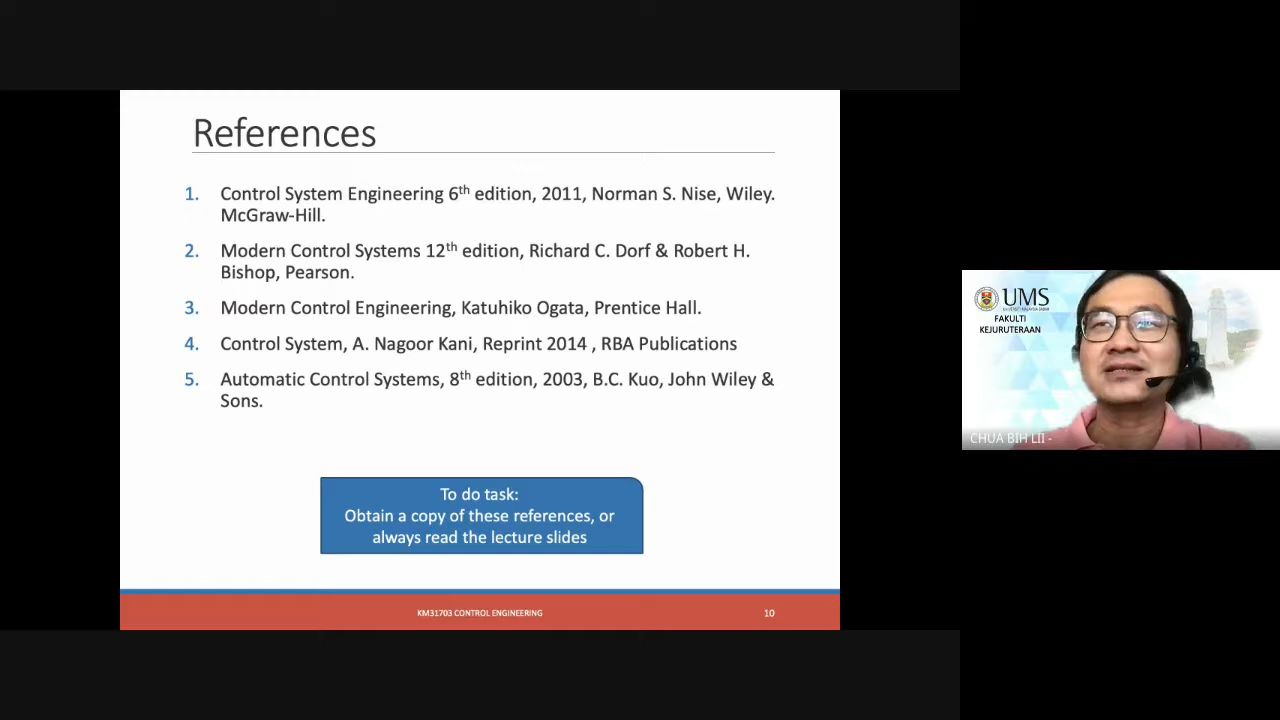 References
1. Control System Engineering 6th edition, 2011, Norman S. Nise, Wiley.
McGraw-Hill.
2. Modern Control Systems 12th edition, Richard C. Dorf & Robert H.
Bishop, Pearson.
3. Modern Control Engineering, Katuhiko Ogata, Prentice Hall.
4. Control System, A. Nagoor Kani, Reprint 2014 , RBA Publications
5. Automatic Control Systems, 8th edition, 2003, B.C. Kuo, John Wiley &
Sons.
To do task:
Obtain a copy of these references, or
always read the lecture slides
KM31703 CONTROL ENGINEERING
10
UMS
UNIVERSITI MALAYSIA SABAH
FAKULTI
KEJURUTERAAN
CHUA BIH LII -